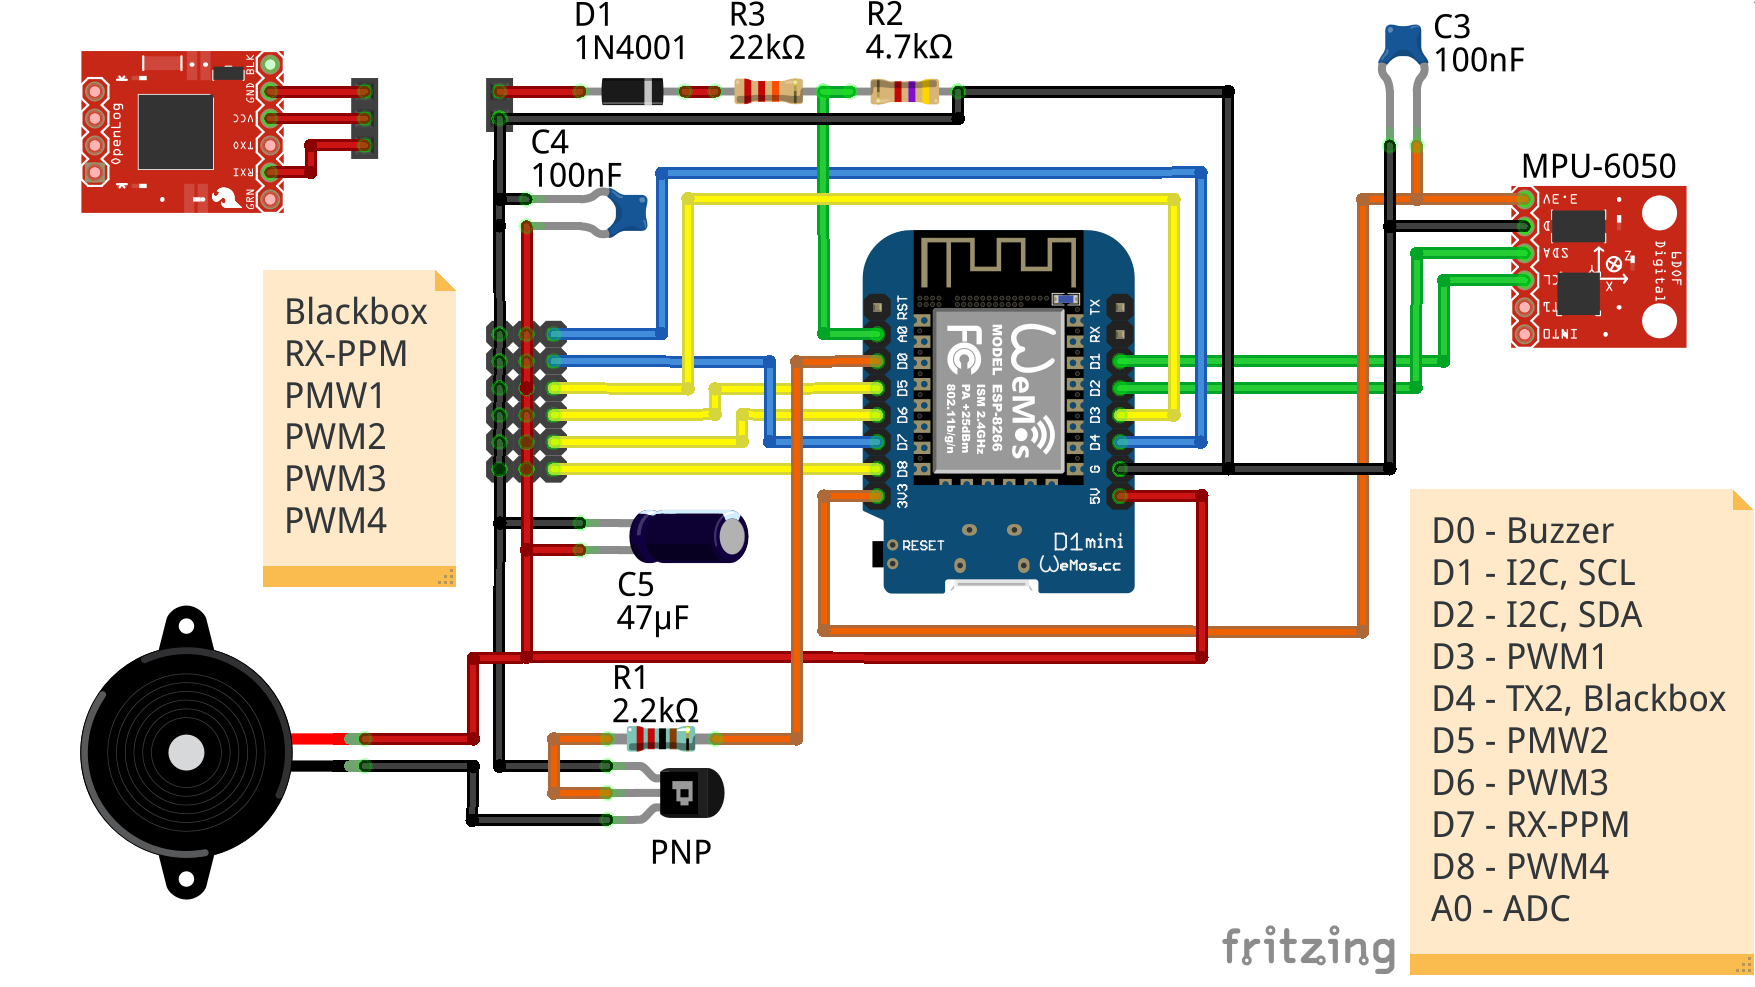 D1
1N4001
R3
22kΩ
R2
4.7kΩ
C3
100nF
OpenLog
BLK
GND
VCC
TXO
RXI
GRN
C4
100nF
MPU-6050
3.3V
D
SDA
CL
INT0
Digital
6DOF
X
Y
Z
Blackbox
RX-PPM
PMW1
PWM2
PWM3
PWM4
RST
A0
D0
D5
D6
D7
D8
3V3
TX
RX
D1
D2
D3
D4
G
5V
WeMos
MODEL ESP-8266
ISM 2.4GHz
PA +25dBm
802.11b/g/n
FC
RESET
D1mini
WeMos.cc
C5
47µF
R1
2.2kΩ
P
PNP
D0 - Buzzer
D1 - I2C, SCL
D2 - I2C, SDA
D3 - PWM1
D4 - TX2, Blackbox
D5 - PMW2
D6 - PWM3
D7 - RX-PPM
D8 - PWM4
A0 - ADC
fritzing